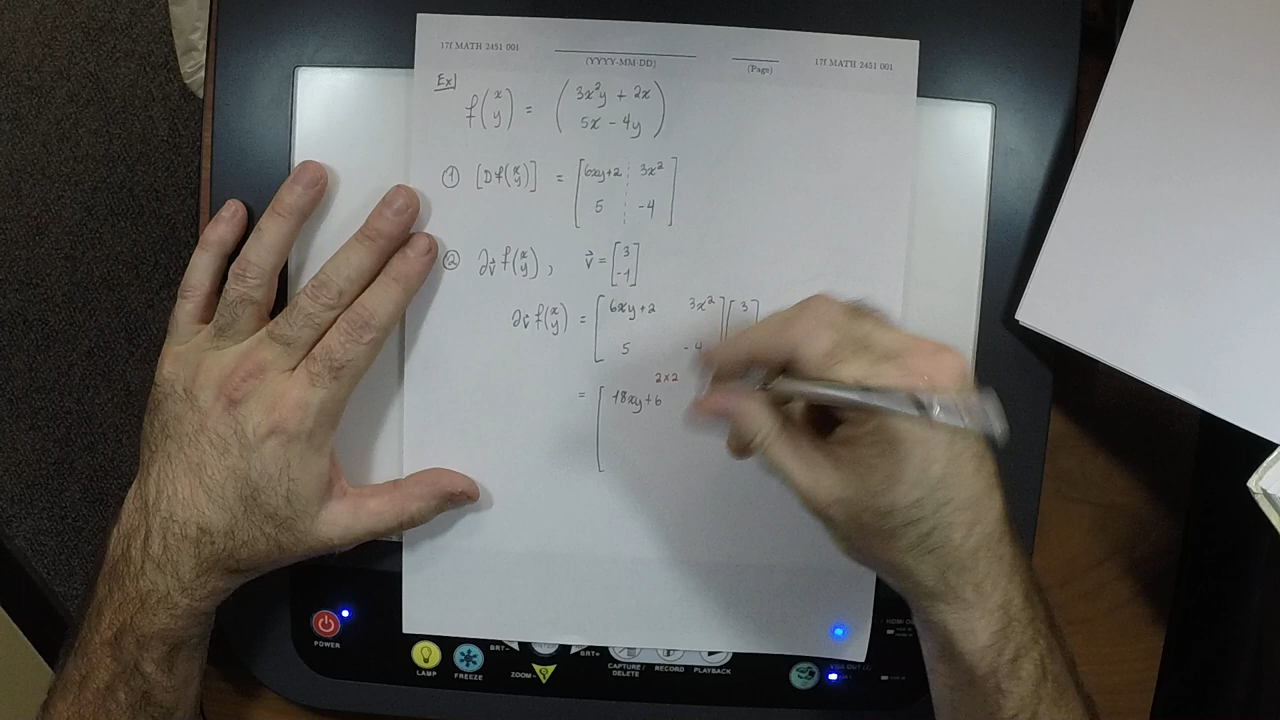 17f MATH 2451 001 (YYYY-MM-DD) (Page) 17f MATH 2451 001
Ex
f(x y) = (3x²y + 2x
5x - 4y)
① [Df(x y)] = [6xy+2 3x²
5 -4]
② ∂v⃗ f(x y), v⃗ = [3
-1]
∂v⃗ f(x y) = [6xy+2 3x²] [3
5 -4
2×2
= [18xy+6
POWER
LAMP
FREEZE
BRT-
BRT+
ZOOM-
CAPTURE/
DELETE
RECORD
PLAYBACK